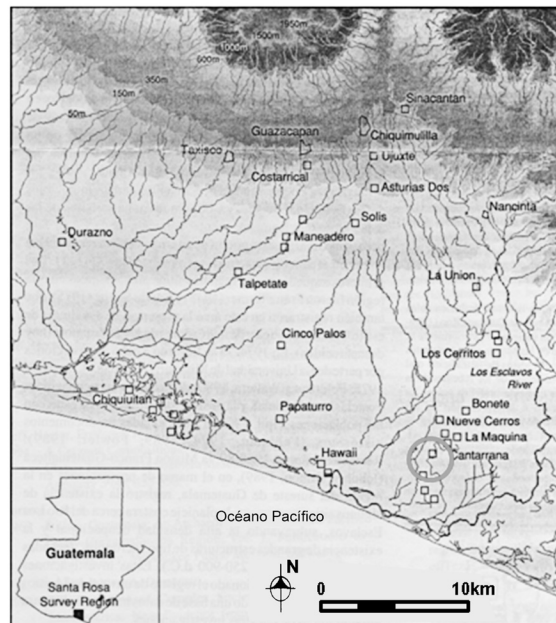 1950m
1500m
1000m
600m
350m
150m
50m
Sinacantán
Guazacapan
Chiquimulilla
Taxisco
Ujuxte
Costarrical
Asturias Dos
Nancinta
Solis
Durazno
Maneadero
Talpetate
La Union
Cinco Palos
Los Cerritos
Los Esclavos
River
Chiquiuitan
Papaturro
Bonete
Nueve Cerros
La Maquina
Hawaii
Cantarrana
Océano Pacífico
Guatemala
Santa Rosa
Survey Region
N
0 10km